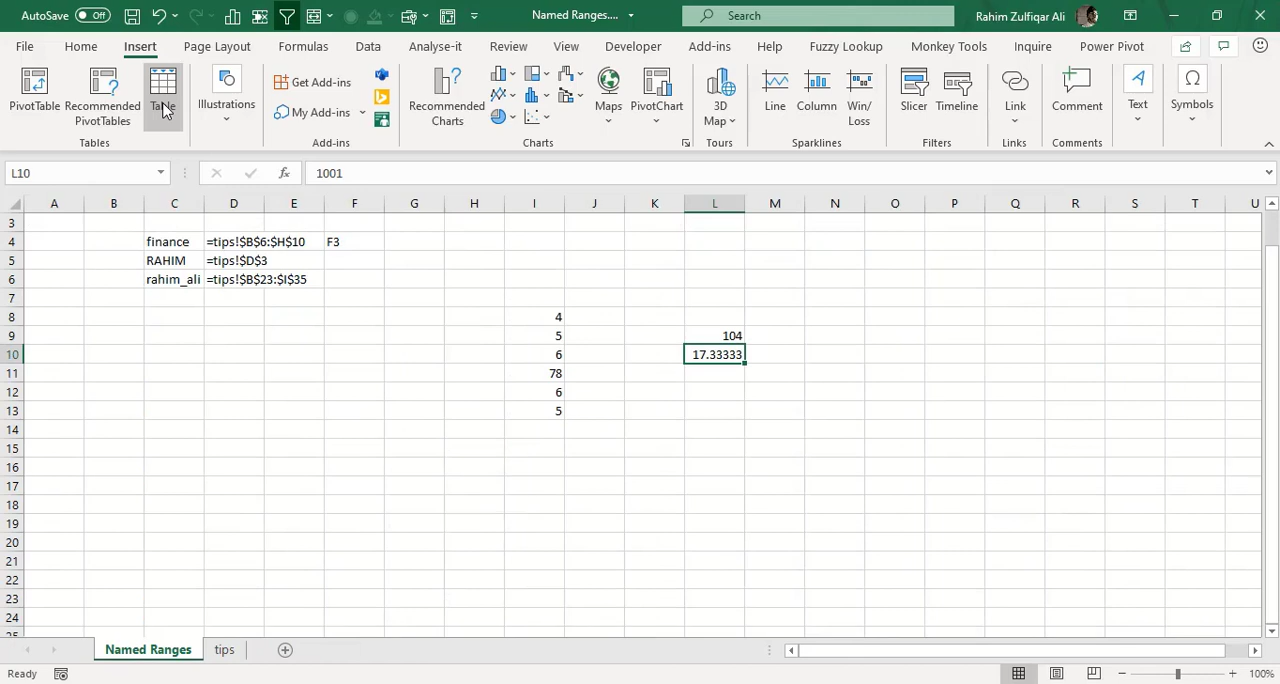 AutoSave Off Named Ranges.... Search Rahim Zulfiqar Ali
File Home Insert Page Layout Formulas Data Analyse-it Review View Developer Add-ins Help Fuzzy Lookup Monkey Tools Inquire Power Pivot
PivotTable Recommended PivotTables Table Illustrations Get Add-ins My Add-ins Recommended Charts Maps PivotChart 3D Map Line Column Win/Loss Slicer Timeline Link Comment Text Symbols
Tables Add-ins Charts Tours Sparklines Filters Links Comments
L10 fx 1001
A B C D E F G H I J K L M N O P Q R S T U
3
4 finance =tips!$B$6:$H$10 F3
5 RAHIM =tips!$D$3
6 rahim_ali =tips!$B$23:$I$35
7
8 4
9 5 104
10 6 17.33333
11 78
12 6
13 5
14
15
16
17
18
19
20
21
22
23
24
25
Named Ranges tips
Ready 100%